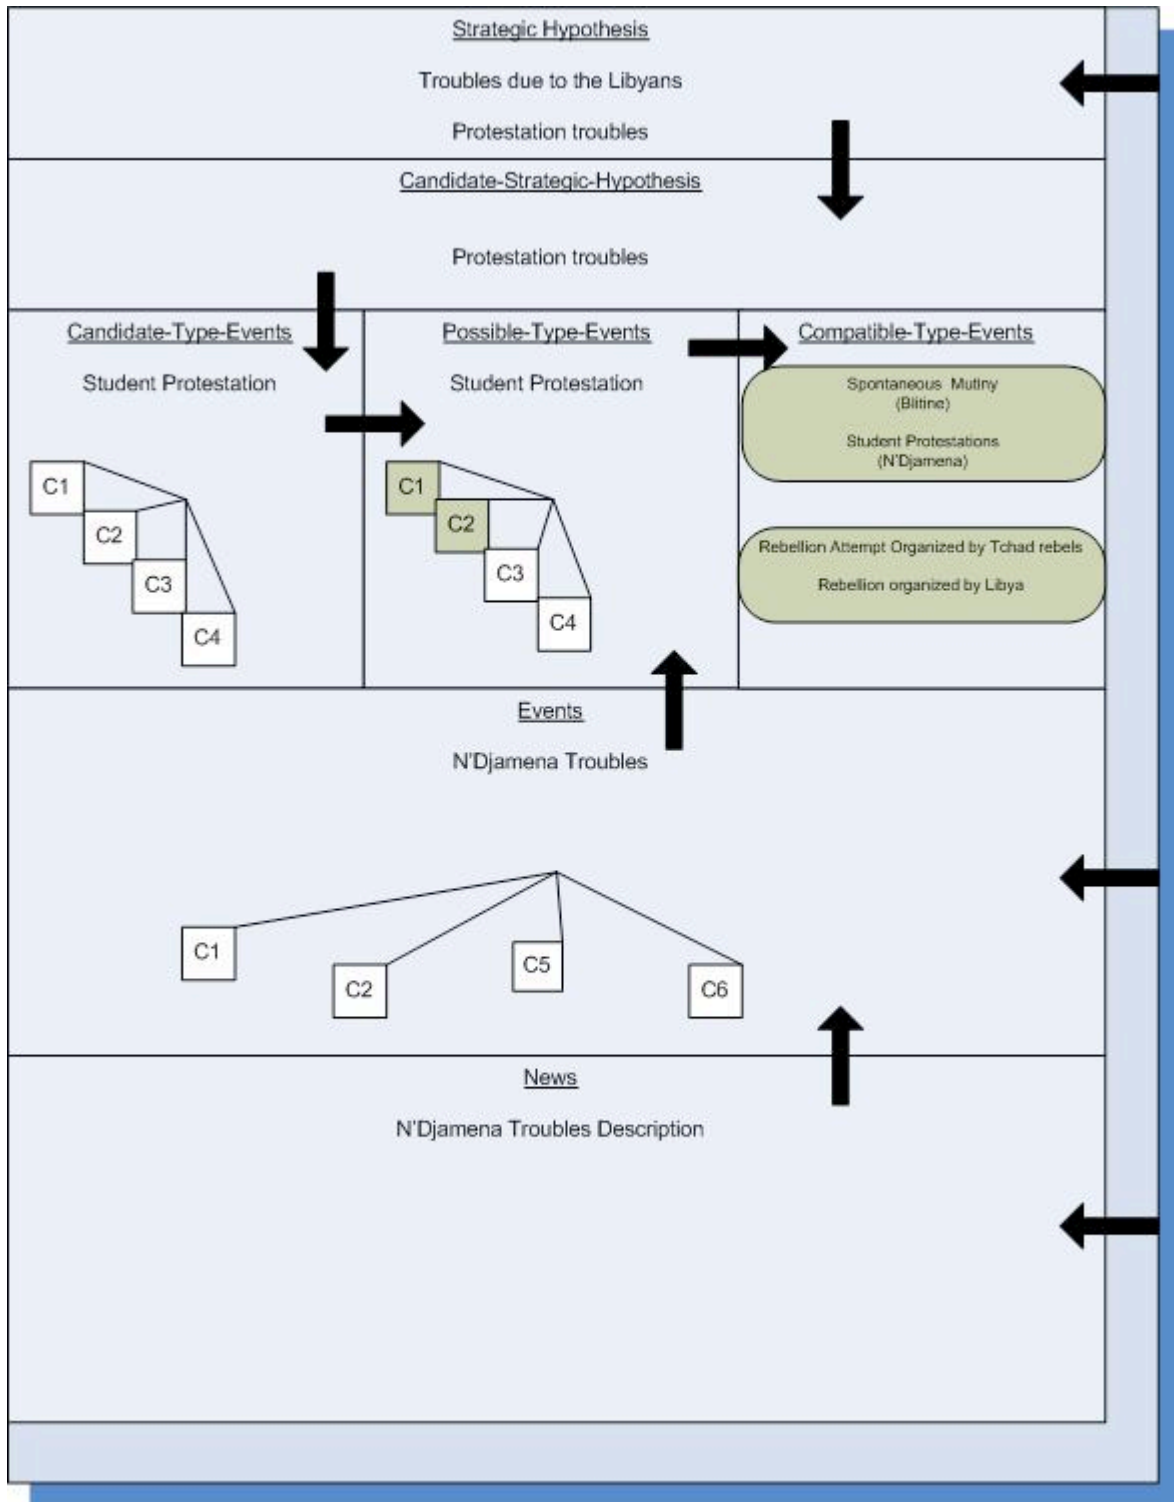 Strategic Hypothesis
Troubles due to the Libyans
Protestation troubles
Candidate-Strategic-Hypothesis
Protestation troubles
Candidate-Type-Events
Student Protestation
C1
C2
C3
C4
Possible-Type-Events
Student Protestation
C1
C2
C3
C4
Compatible-Type-Events
Spontaneous Mutiny
(Blitine)
Student Protestations
(N'Djamena)
Rebellion Attempt Organized by Tchad rebels
Rebellion organized by Libya
Events
N'Djamena Troubles
C1
C2
C5
C6
News
N'Djamena Troubles Description